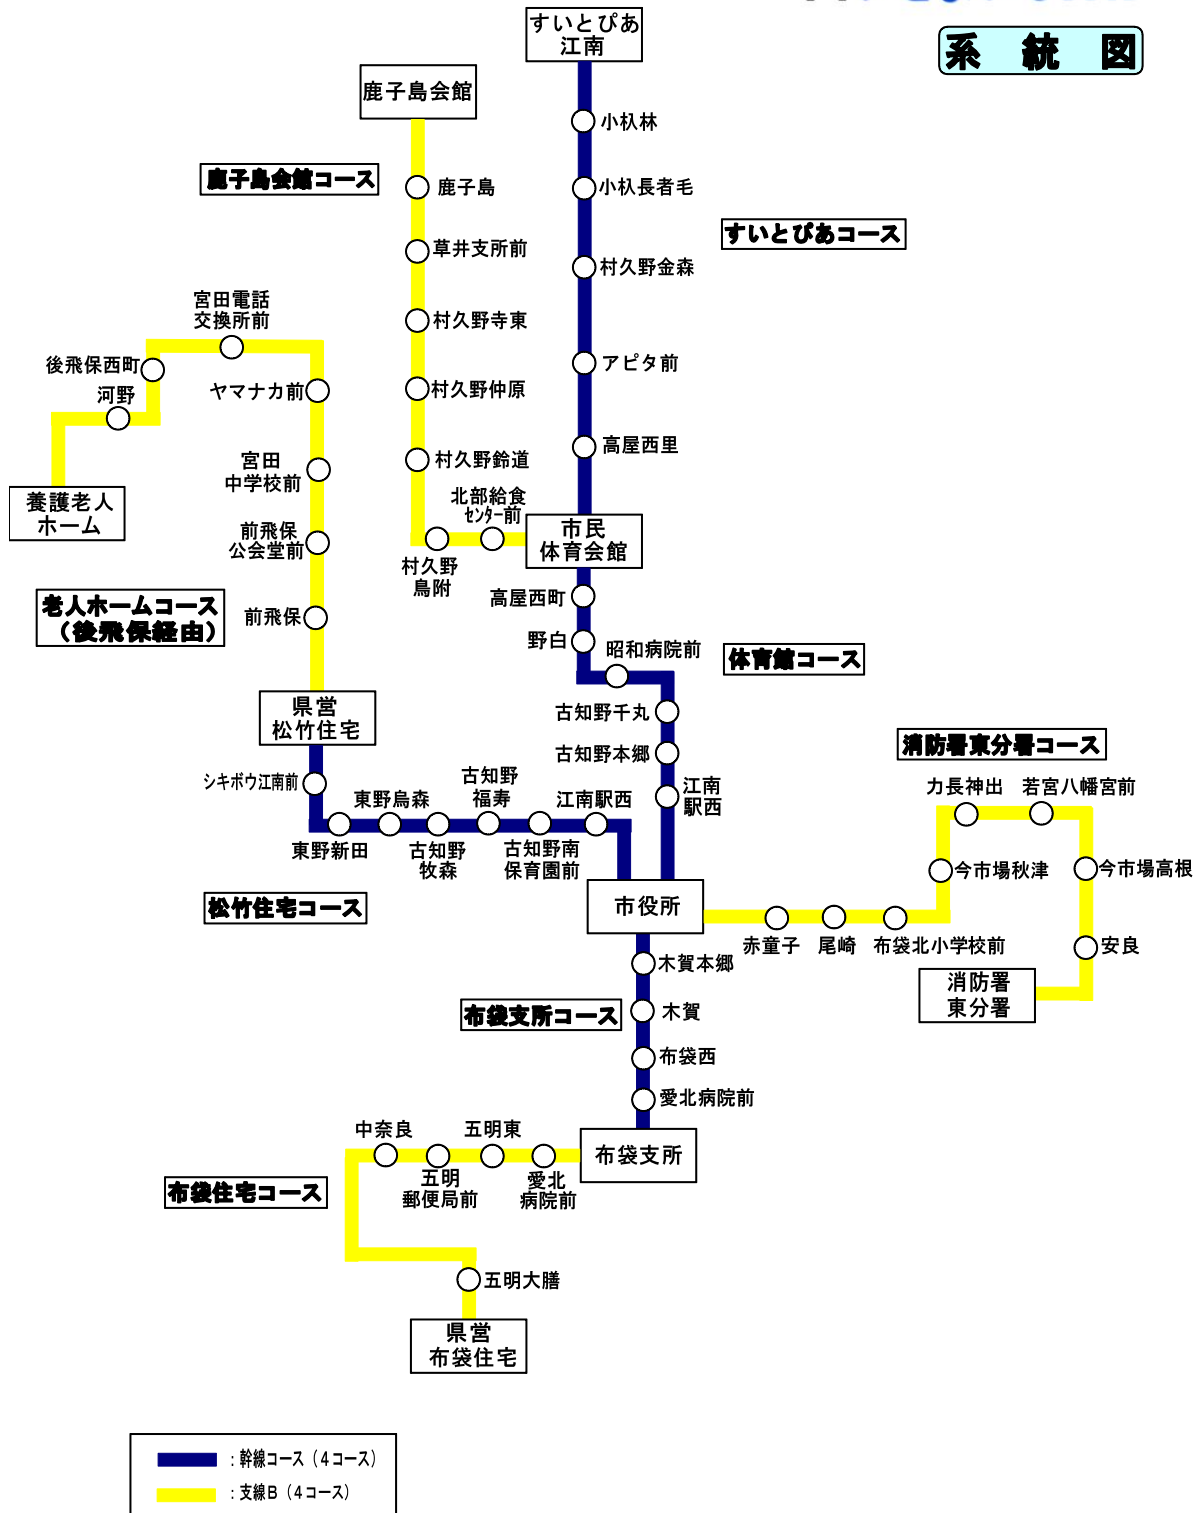 系統図
すいとぴあ
江南
鹿子島会館
小杁林
鹿子島会館コース
鹿子島
小杁長者毛
すいとぴあコース
草井支所前
村久野金森
宮田電話
交換所前
村久野寺東
後飛保西町
アピタ前
河野
ヤマナカ前
村久野仲原
高屋西里
宮田
中学校前
村久野鈴道
養護老人
ホーム
北部給食
センター前
市民
体育会館
前飛保
公会堂前
村久野
鳥附
老人ホームコース
（後飛保経由）
高屋西町
前飛保
野白
昭和病院前
体育館コース
県営
松竹住宅
古知野千丸
古知野本郷
消防署東分署コース
シキボウ江南前
古知野
福寿
江南
駅西
力長神出
若宮八幡宮前
東野烏森
江南駅西
東野新田
古知野
牧森
古知野南
保育園前
今市場秋津
今市場高根
松竹住宅コース
市役所
赤童子
尾崎
布袋北小学校前
安良
木賀本郷
消防署
東分署
布袋支所コース
木賀
布袋西
愛北病院前
中奈良
五明東
布袋支所
布袋住宅コース
五明
郵便局前
愛北
病院前
五明大膳
県営
布袋住宅
：幹線コース（４コース）
：支線Ｂ（４コース）